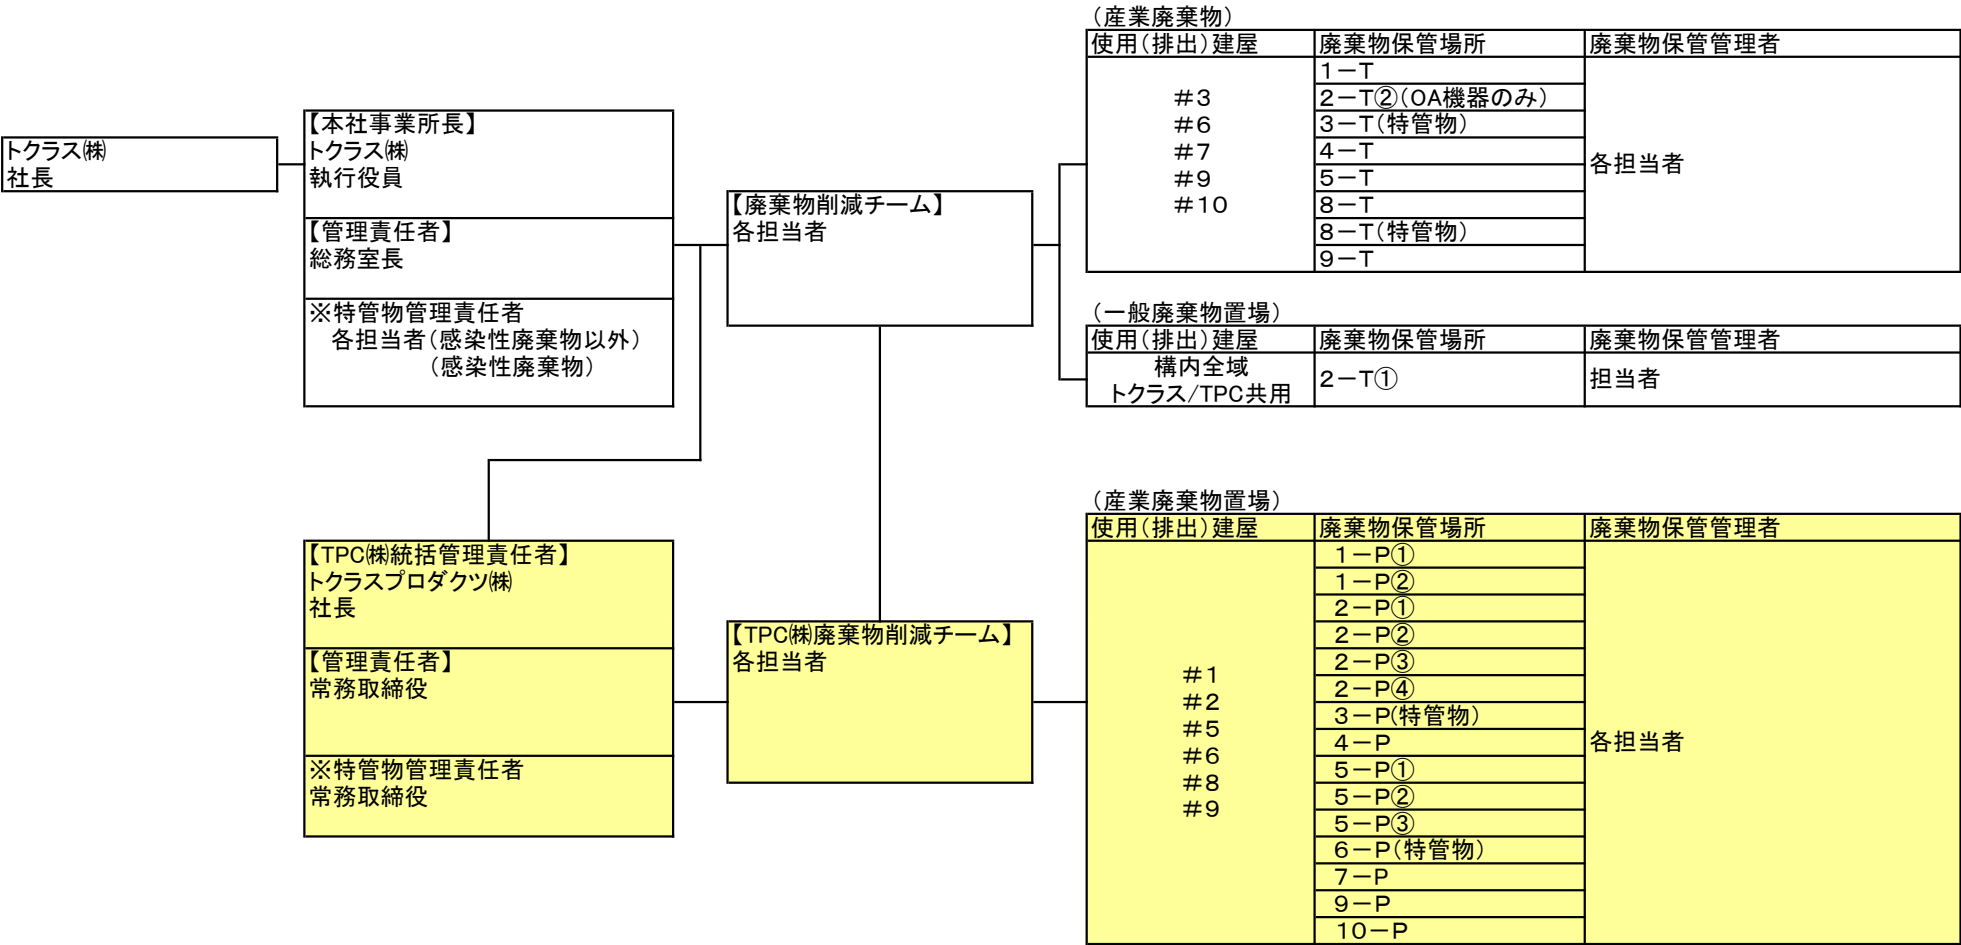 トクラス㈱
社長
【本社事業所長】
トクラス㈱
執行役員
【管理責任者】
総務室長
※特管物管理責任者
各担当者（感染性廃棄物以外）
（感染性廃棄物）
【廃棄物削減チーム】
各担当者
（産業廃棄物）
使用（排出）建屋 廃棄物保管場所 廃棄物保管管理者
＃３
＃６
＃７
＃９
＃１０
１－Ｔ
２－Ｔ②（OA機器のみ）
３－Ｔ（特管物）
４－Ｔ
５－Ｔ
８－Ｔ
８－Ｔ（特管物）
９－Ｔ
各担当者
（一般廃棄物置場）
使用（排出）建屋 廃棄物保管場所 廃棄物保管管理者
構内全域
トクラス/TPC共用
２－Ｔ①
担当者
【TPC㈱統括管理責任者】
トクラスプロダクツ㈱
社長
【管理責任者】
常務取締役
※特管物管理責任者
常務取締役
【TPC㈱廃棄物削減チーム】
各担当者
（産業廃棄物置場）
使用（排出）建屋 廃棄物保管場所 廃棄物保管管理者
＃１
＃２
＃５
＃６
＃８
＃９
１－Ｐ①
１－Ｐ②
２－Ｐ①
２－Ｐ②
２－Ｐ③
２－Ｐ④
３－Ｐ(特管物）
４－Ｐ
５－Ｐ①
５－Ｐ②
５－Ｐ③
６－Ｐ（特管物）
７－Ｐ
９－Ｐ
１０－Ｐ
各担当者